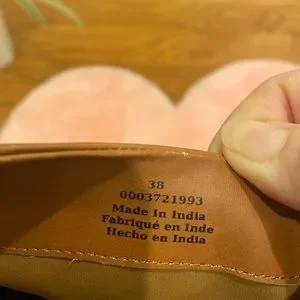 38
0003721993
Made In India
Fabriqué en Inde
Hecho en India